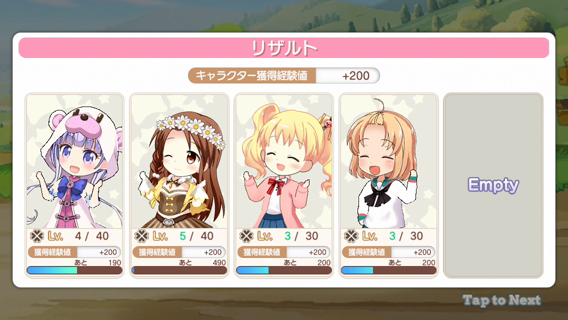 リザルト
キャラクター獲得経験値 +200
Lv. 4 / 40
獲得経験値 +200
あと 190
Lv. 5 / 40
獲得経験値 +200
あと 490
Lv. 3 / 30
獲得経験値 +200
あと 200
Lv. 3 / 30
獲得経験値 +200
あと 200
Empty
Tap to Next